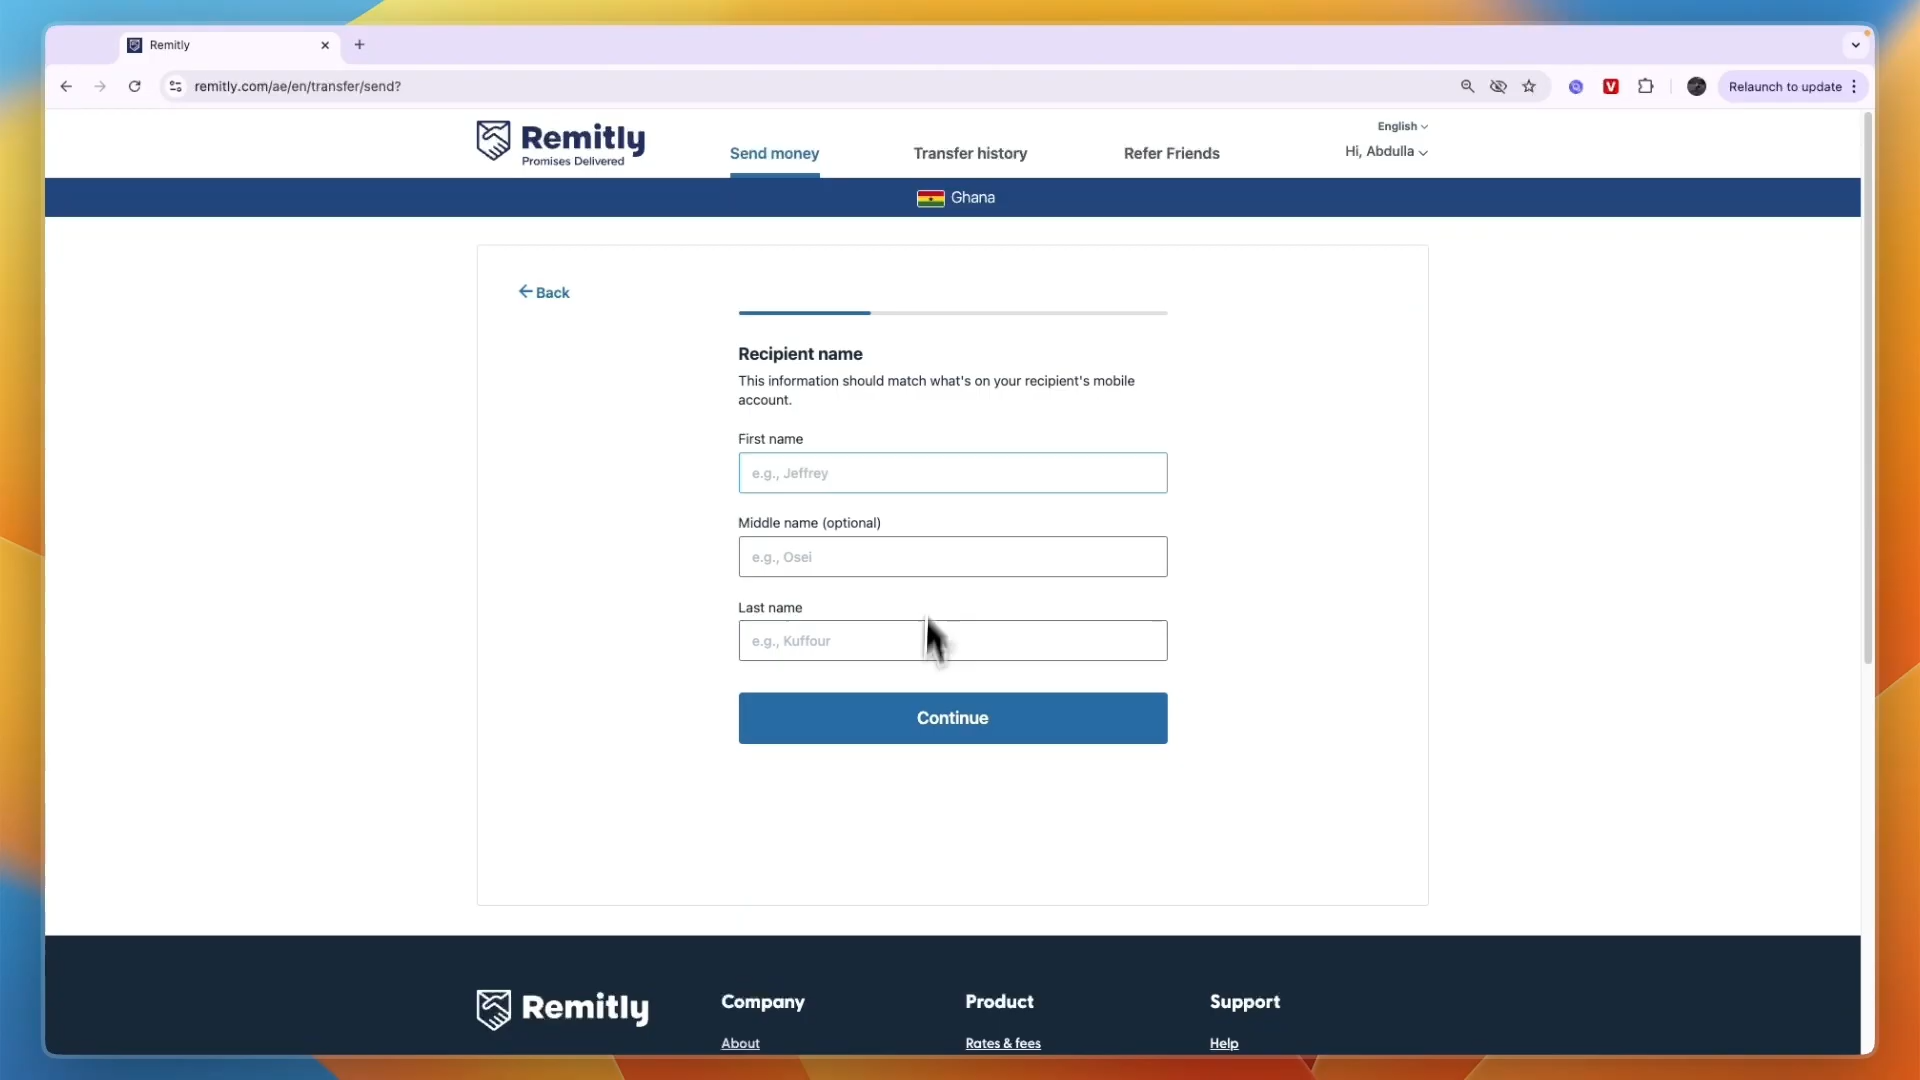 Remitly
remitly.com/ae/en/transfer/send?
V
Relaunch to update
Remitly
Promises Delivered
Send money
Transfer history
Refer Friends
English
Hi, Abdulla
Ghana
Back
Recipient name
This information should match what's on your recipient's mobile
account.
First name
e.g., Jeffrey
Middle name (optional)
e.g., Osei
Last name
e.g., Kuffour
Continue
Remitly
Company
Product
Support
About
Rates & fees
Help